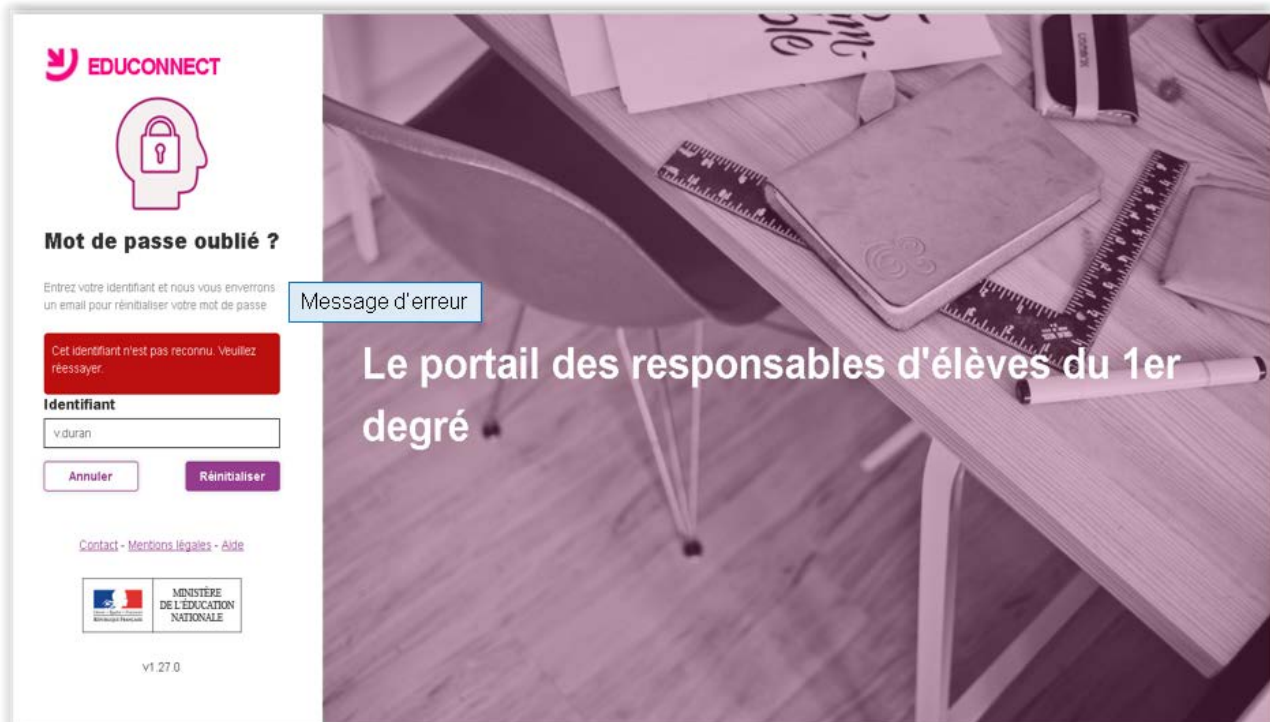 EDUCONNECT
Mot de passe oublié ?
Entrez votre identifiant et nous vous enverrons
un email pour réinitialiser votre mot de passe
Message d'erreur
Cet identifiant n'est pas reconnu. Veuillez
réessayer.
Identifiant
v.duran
Annuler
Réinitialiser
Contact - Mentions légales - Aide
MINISTÈRE
DE L'ÉDUCATION
NATIONALE
RÉPUBLIQUE FRANÇAISE
v1.27.0
Le portail des responsables d'élèves du 1er
degré